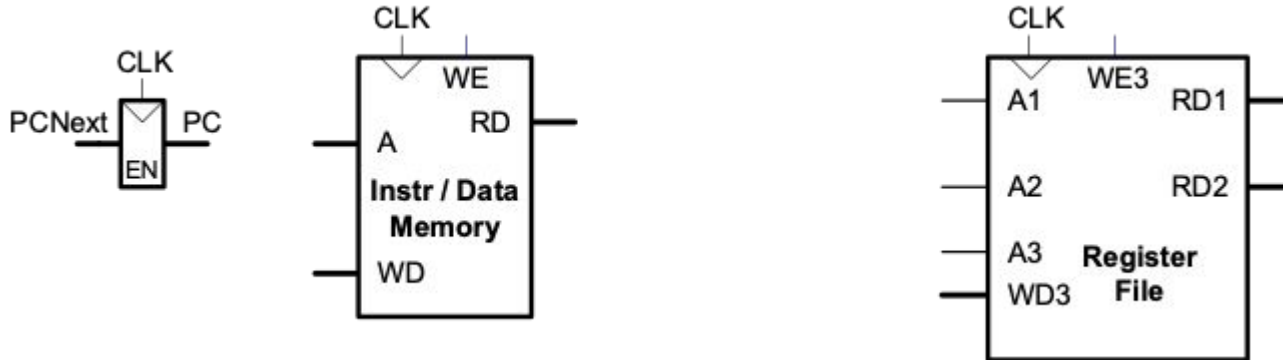 CLK
PCNext
PC
EN
CLK
WE
RD
A
Instr / Data
Memory
WD
CLK
WE3
A1
RD1
A2
RD2
A3
Register
File
WD3